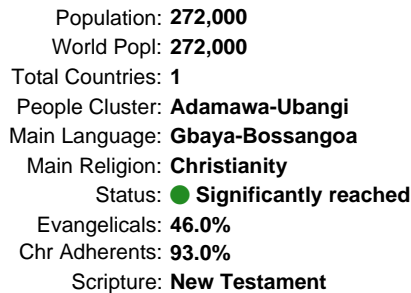 Population: 272,000
World Popl: 272,000
Total Countries: 1
People Cluster: Adamawa-Ubangi
Main Language: Gbaya-Bossangoa
Main Religion: Christianity
Status: Significantly reached
Evangelicals: 46.0%
Chr Adherents: 93.0%
Scripture: New Testament